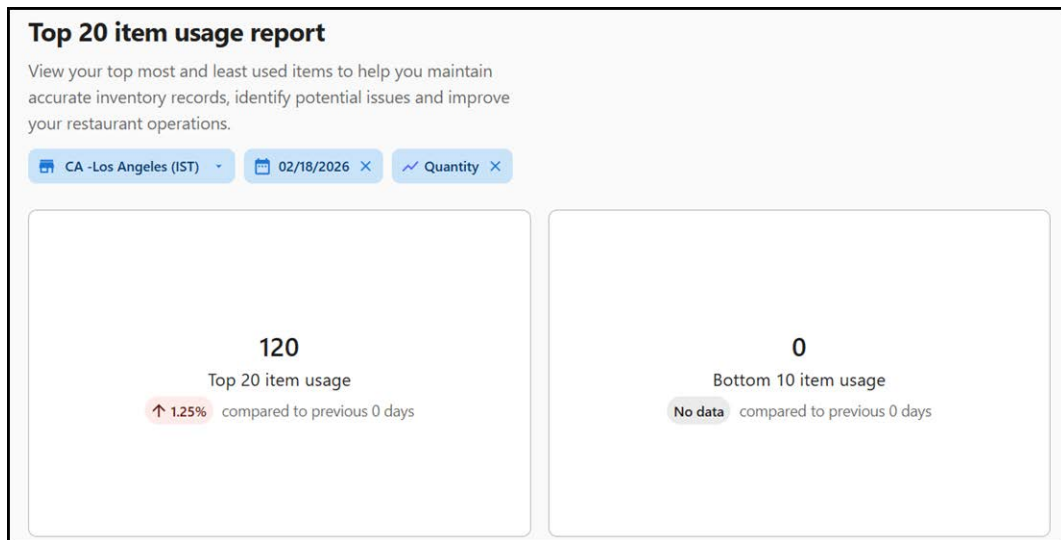 Top 20 item usage report
View your top most and least used items to help you maintain
accurate inventory records, identify potential issues and improve
your restaurant operations.
CA -Los Angeles (IST) 02/18/2026 Quantity
120
Top 20 item usage
1.25% compared to previous 0 days
0
Bottom 10 item usage
No data compared to previous 0 days